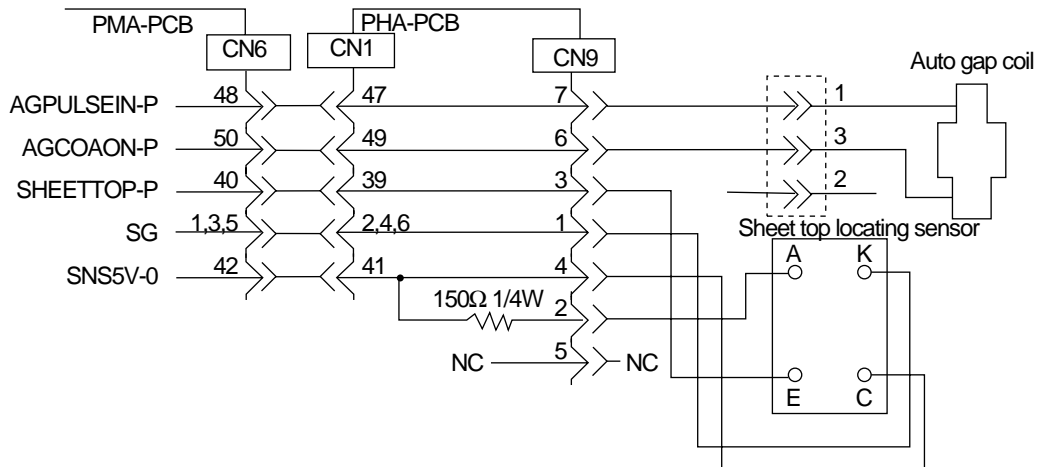 PMA-PCB
PHA-PCB
CN6
CN1
CN9
Auto gap coil
AGPULSEIN-P 48 47 7 1
AGCOAON-P 50 49 6 3
SHEETTOP-P 40 39 3 2
SG 1,3,5 2,4,6 1
Sheet top locating sensor
A K
SNS5V-0 42 41 4
150Ω 1/4W 2
NC 5 NC
E C